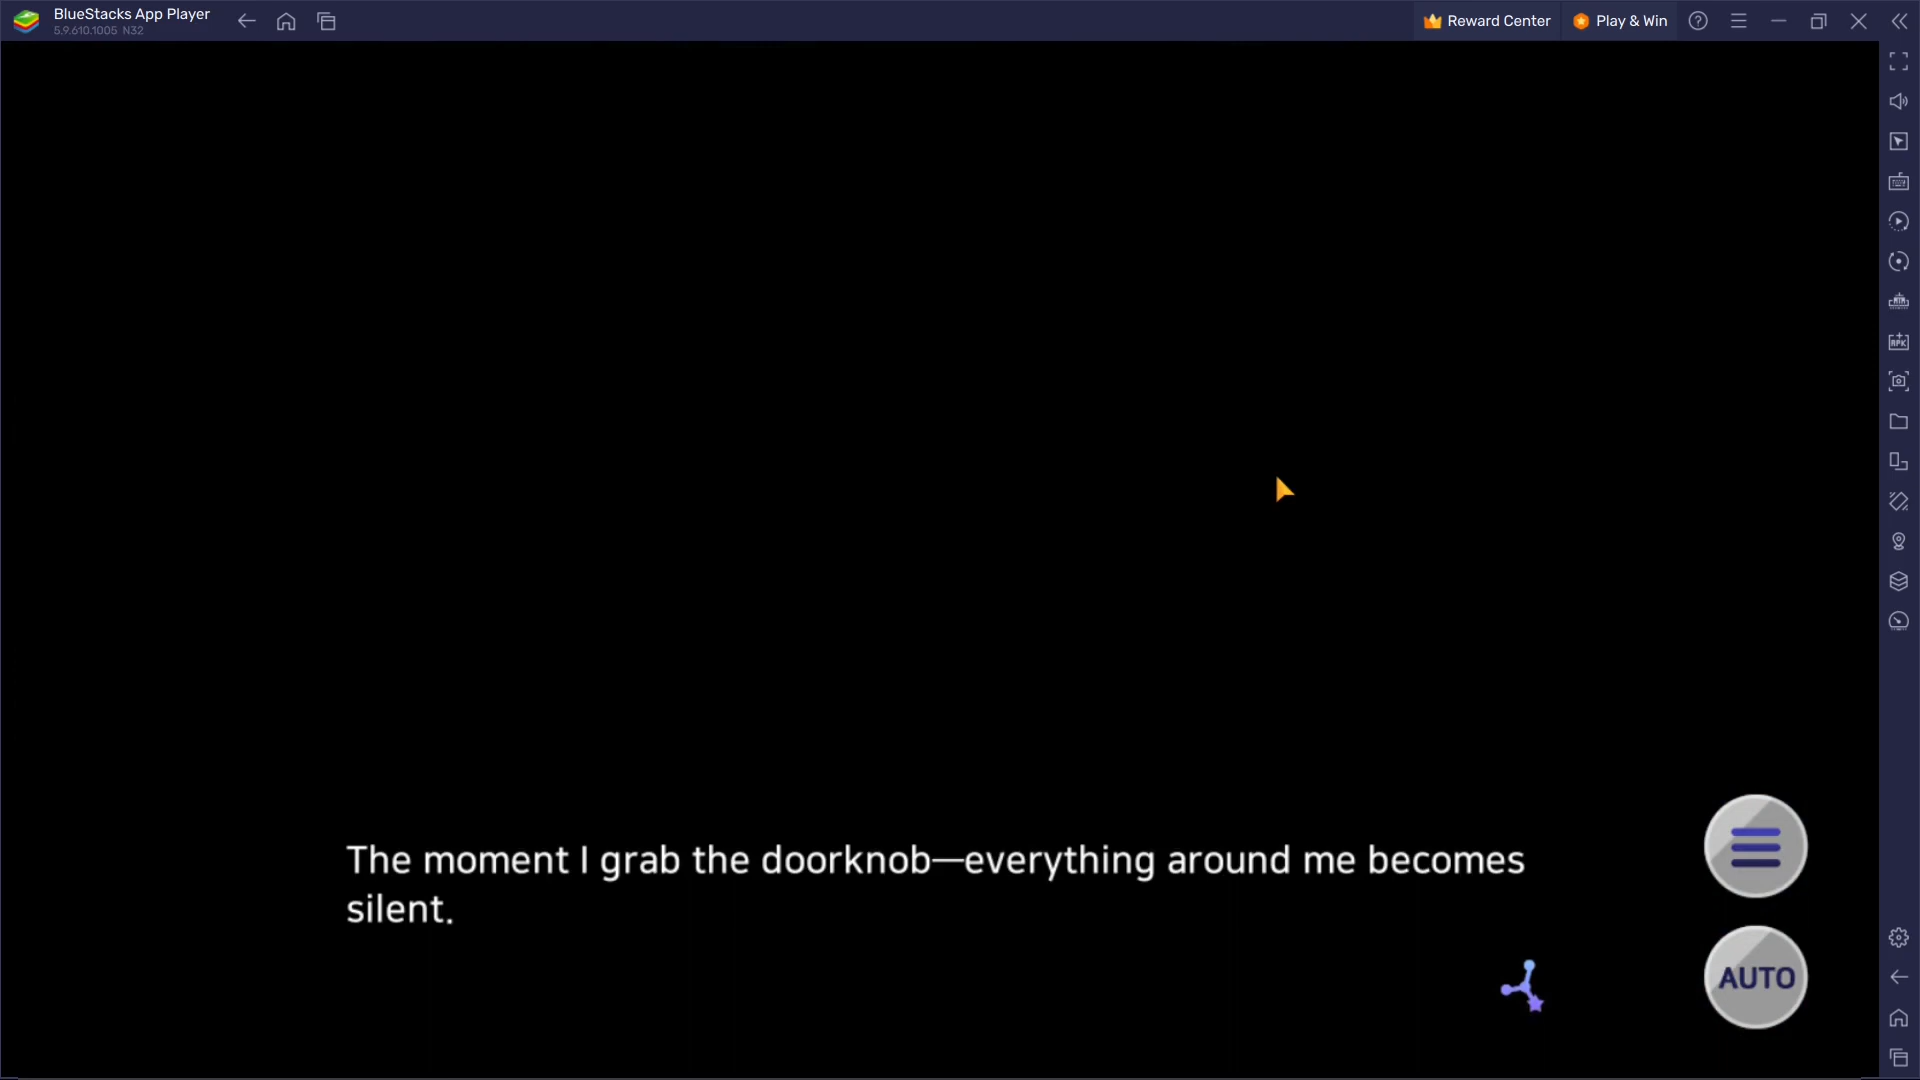 BlueStacks App Player
5.9.610.1005 N32
Reward Center
Play & Win
The moment I grab the doorknob—everything around me becomes
silent.
AUTO